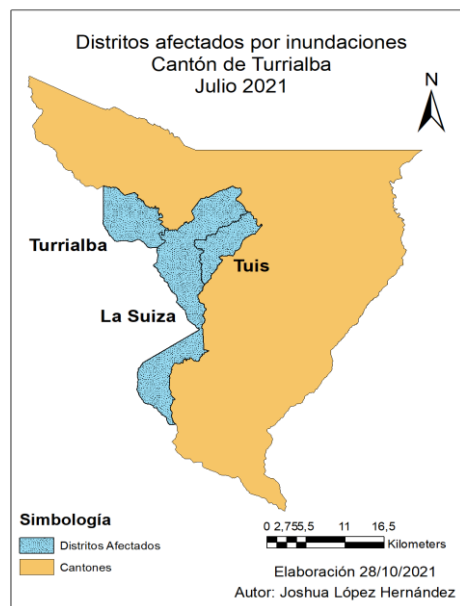 Distritos afectados por inundaciones
Cantón de Turrialba
Julio 2021
N
Turrialba
Tuis
La Suiza
Simbología
Distritos Afectados
Cantones
0 2,755,5 11 16,5
Kilometers
Elaboración 28/10/2021
Autor: Joshua López Hernández